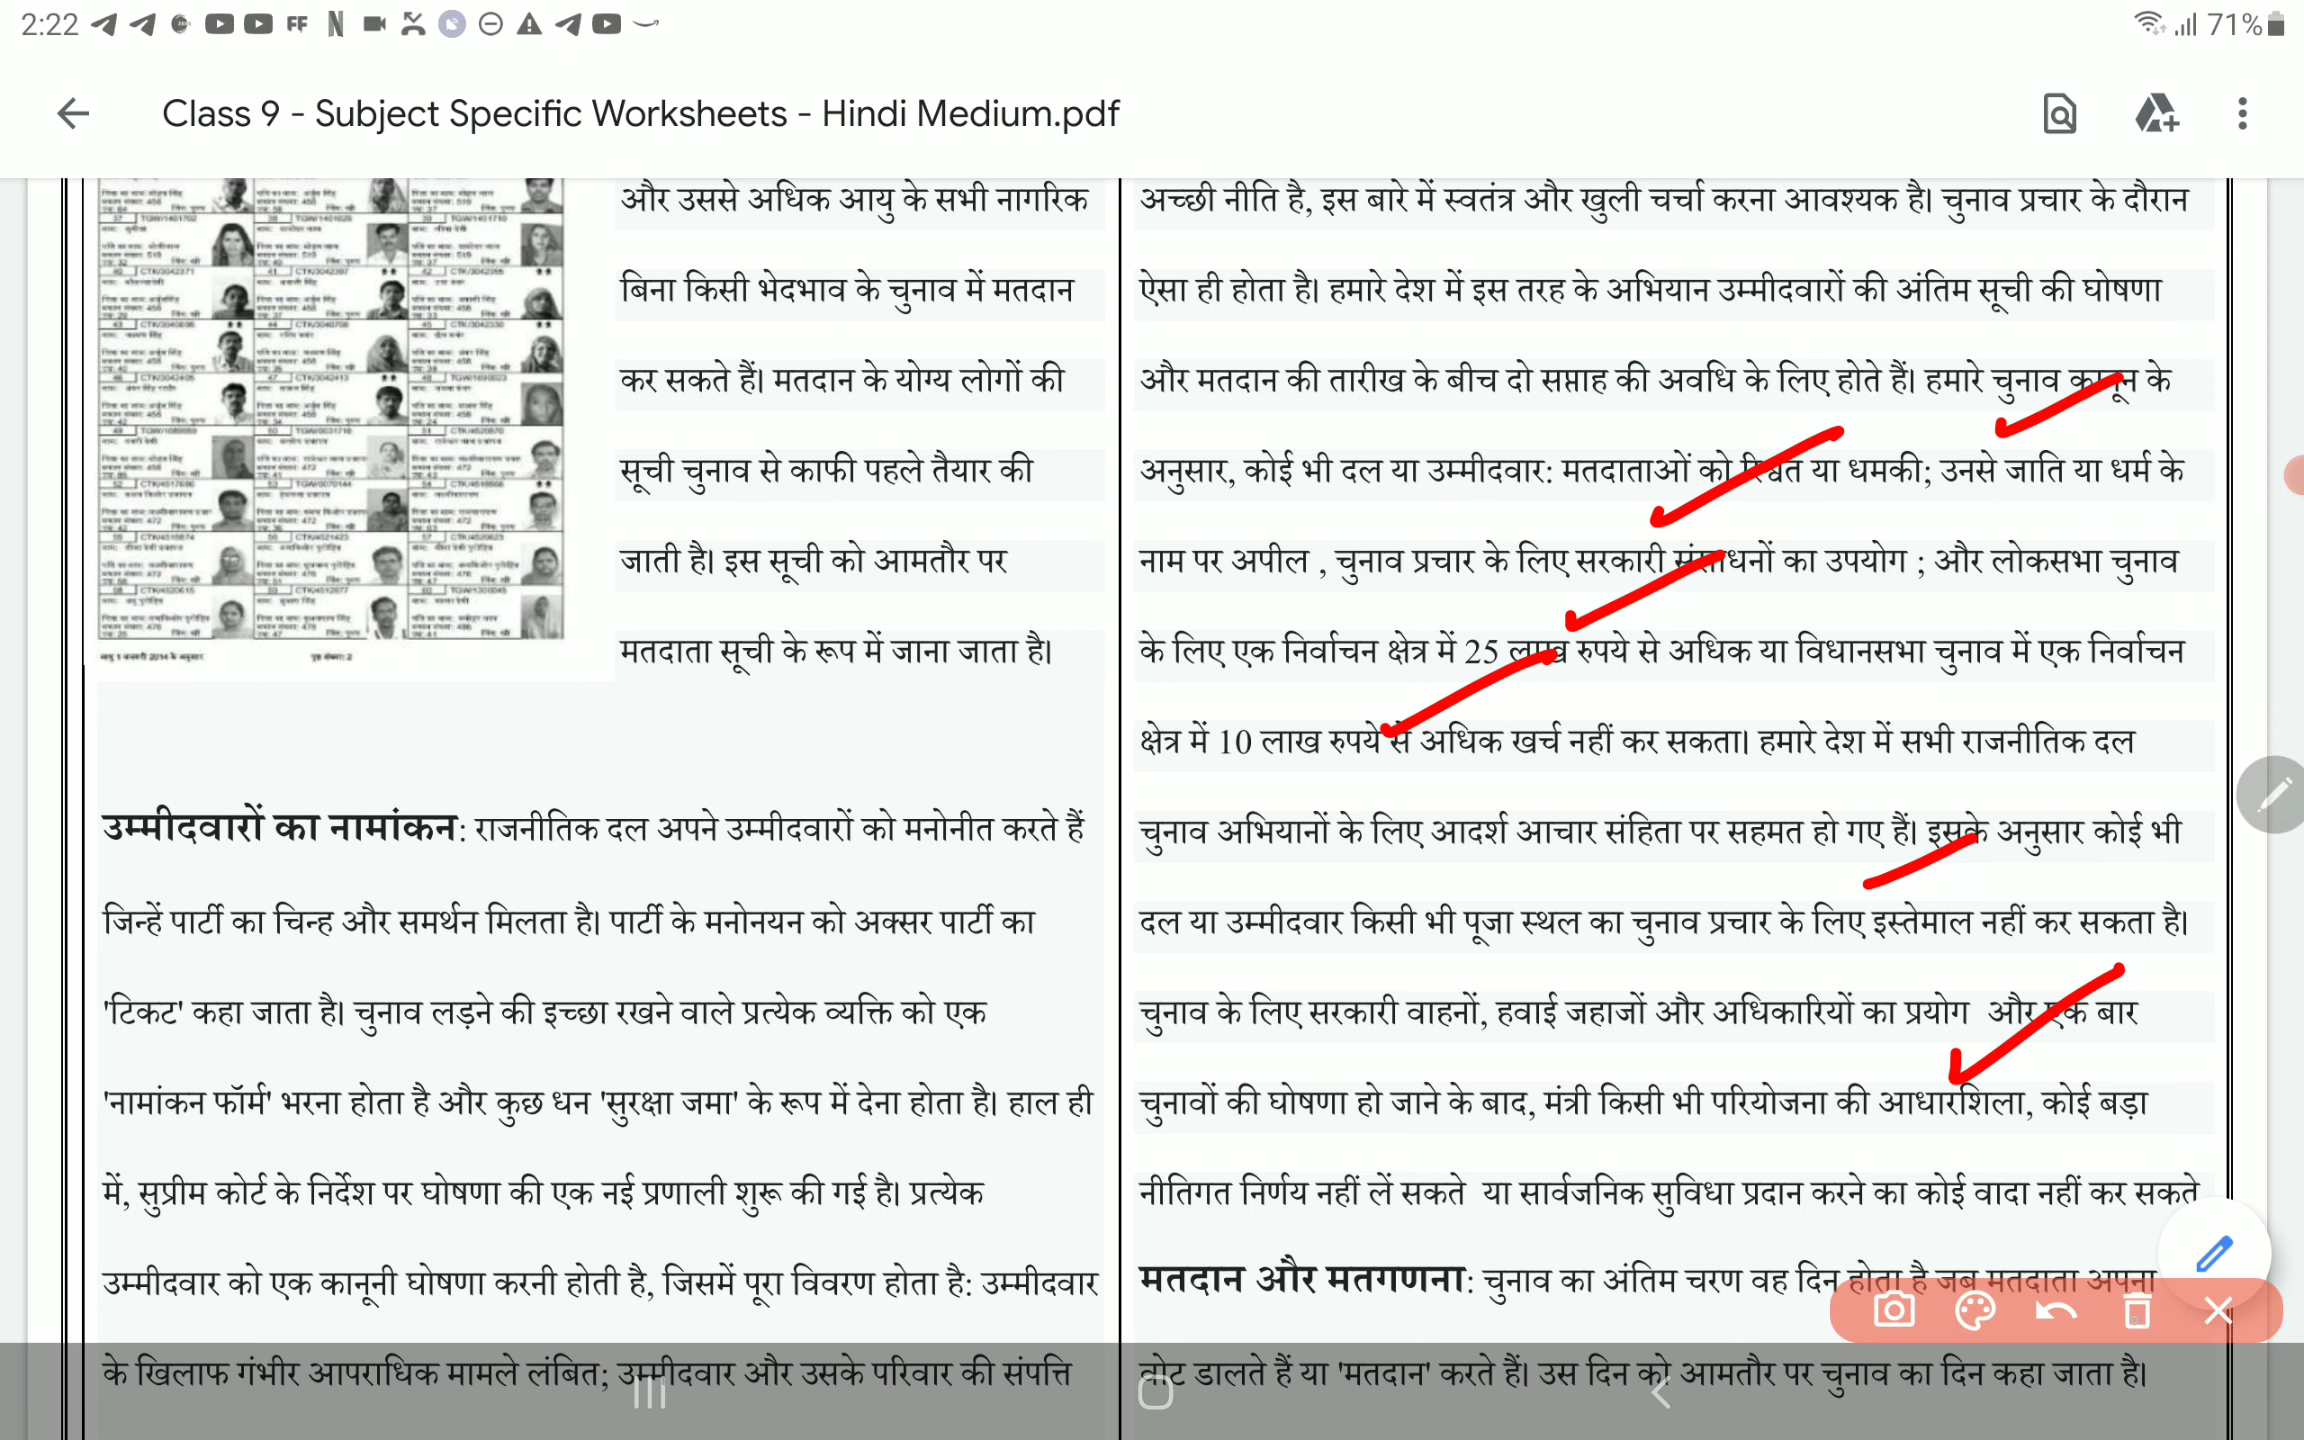 2:22
71%
Class 9 - Subject Specific Worksheets - Hindi Medium.pdf
और उससे अधिक आयु के सभी नागरिक
बिना किसी भेदभाव के चुनाव में मतदान
कर सकते हैं। मतदान के योग्य लोगों की
सूची चुनाव से काफी पहले तैयार की
जाती है। इस सूची को आमतौर पर
मतदाता सूची के रूप में जाना जाता है।
उम्मीदवारों का नामांकन: राजनीतिक दल अपने उम्मीदवारों को मनोनीत करते हैं
जिन्हें पार्टी का चिन्ह और समर्थन मिलता है। पार्टी के मनोनयन को अक्सर पार्टी का
'टिकट' कहा जाता है। चुनाव लड़ने की इच्छा रखने वाले प्रत्येक व्यक्ति को एक
'नामांकन फॉर्म' भरना होता है और कुछ धन 'सुरक्षा जमा' के रूप में देना होता है। हाल ही
में, सुप्रीम कोर्ट के निर्देश पर घोषणा की एक नई प्रणाली शुरू की गई है। प्रत्येक
उम्मीदवार को एक कानूनी घोषणा करनी होती है, जिसमें पूरा विवरण होता है: उम्मीदवार
के खिलाफ गंभीर आपराधिक मामले लंबित; उम्मीदवार और उसके परिवार की संपत्ति
अच्छी नीति है, इस बारे में स्वतंत्र और खुली चर्चा करना आवश्यक है। चुनाव प्रचार के दौरान
ऐसा ही होता है। हमारे देश में इस तरह के अभियान उम्मीदवारों की अंतिम सूची की घोषणा
और मतदान की तारीख के बीच दो सप्ताह की अवधि के लिए होते हैं। हमारे चुनाव कानून के
अनुसार, कोई भी दल या उम्मीदवार: मतदाताओं को रिश्वत या धमकी; उनसे जाति या धर्म के
नाम पर अपील , चुनाव प्रचार के लिए सरकारी संसाधनों का उपयोग ; और लोकसभा चुनाव
के लिए एक निर्वाचन क्षेत्र में 25 लाख रुपये से अधिक या विधानसभा चुनाव में एक निर्वाचन
क्षेत्र में 10 लाख रुपये से अधिक खर्च नहीं कर सकता। हमारे देश में सभी राजनीतिक दल
चुनाव अभियानों के लिए आदर्श आचार संहिता पर सहमत हो गए हैं। इसके अनुसार कोई भी
दल या उम्मीदवार किसी भी पूजा स्थल का चुनाव प्रचार के लिए इस्तेमाल नहीं कर सकता है।
चुनाव के लिए सरकारी वाहनों, हवाई जहाजों और अधिकारियों का प्रयोग और एक बार
चुनावों की घोषणा हो जाने के बाद, मंत्री किसी भी परियोजना की आधारशिला, कोई बड़ा
नीतिगत निर्णय नहीं लें सकते या सार्वजनिक सुविधा प्रदान करने का कोई वादा नहीं कर सकते
मतदान और मतगणना: चुनाव का अंतिम चरण वह दिन होता है जब मतदाता अपना
वोट डालते हैं या 'मतदान' करते हैं। उस दिन को आमतौर पर चुनाव का दिन कहा जाता है।